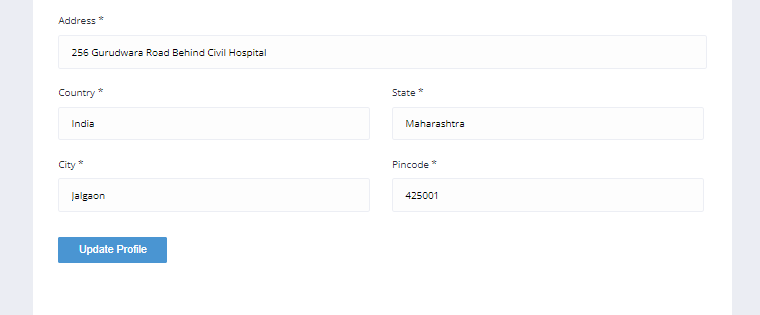 Address *
256 Gurudwara Road Behind Civil Hospital
Country *
State *
India
Maharashtra
City *
Pincode *
Jalgaon
425001
Update Profile